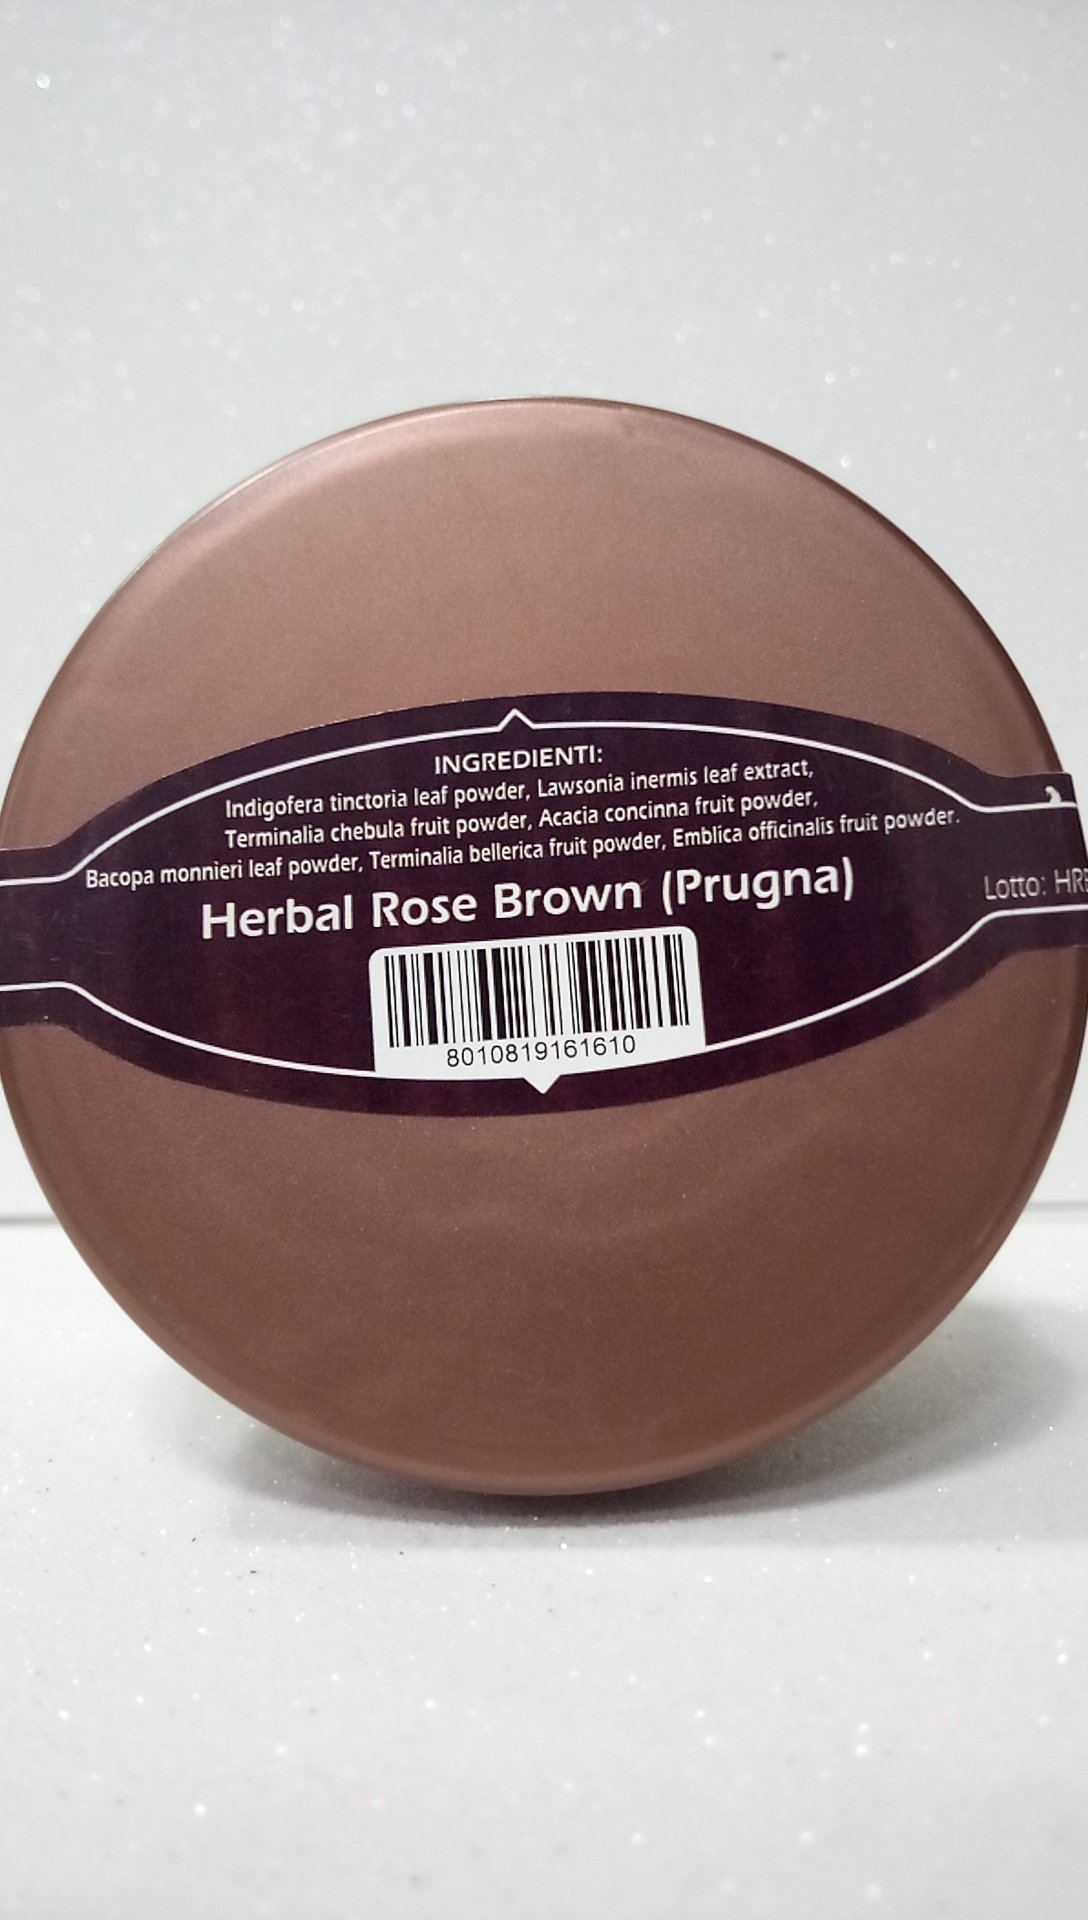 INGREDIENTI:
Indigofera tinctoria leaf powder, Lawsonia inermis leaf extract,
Terminalia chebula fruit powder, Acacia concinna fruit powder,
Bacopa monnieri leaf powder, Terminalia bellerica fruit powder, Emblica officinalis fruit powder.
Herbal Rose Brown (Prugna)
Lotto:
8010819161610